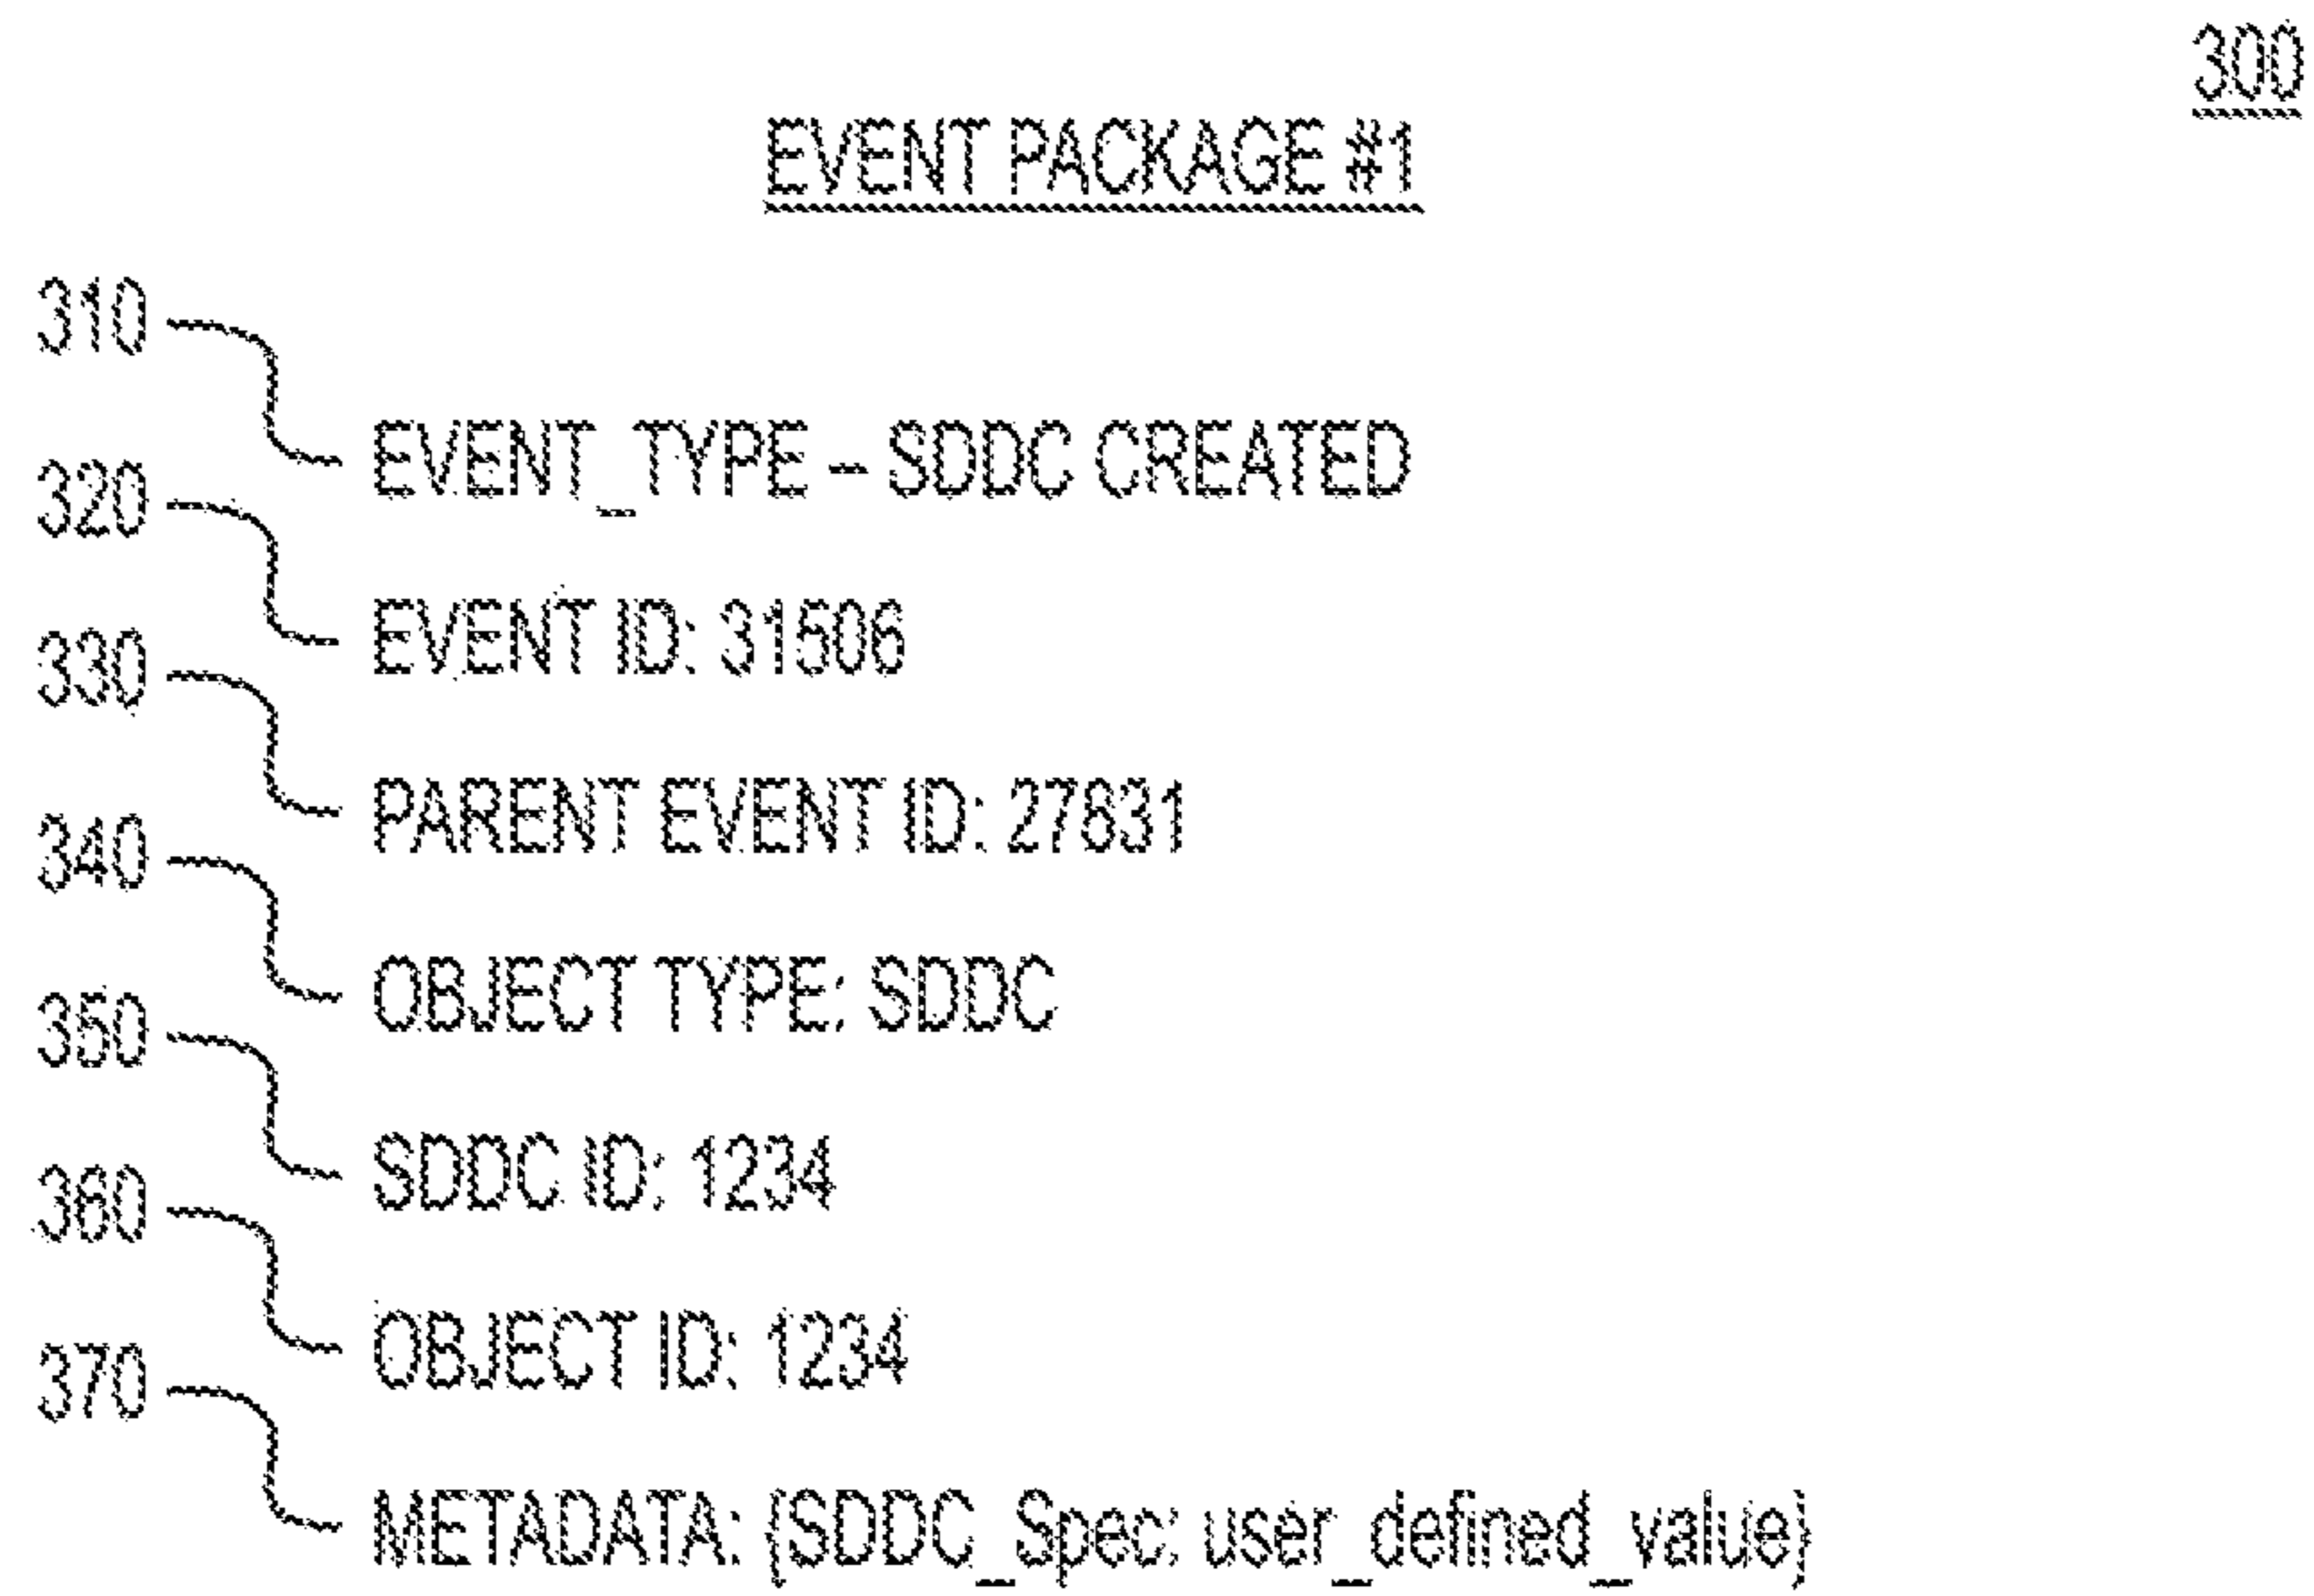 300
EVENT PACKAGE #1
310
EVENT_TYPE – SDDC CREATED
320
EVENT ID: 31506
330
PARENT EVENT ID: 27631
340
OBJECT TYPE: SDDC
350
SDDC ID: 1234
360
OBJECT ID: 1234
370
METADATA: {SDDC_Spec: user_defined_value}